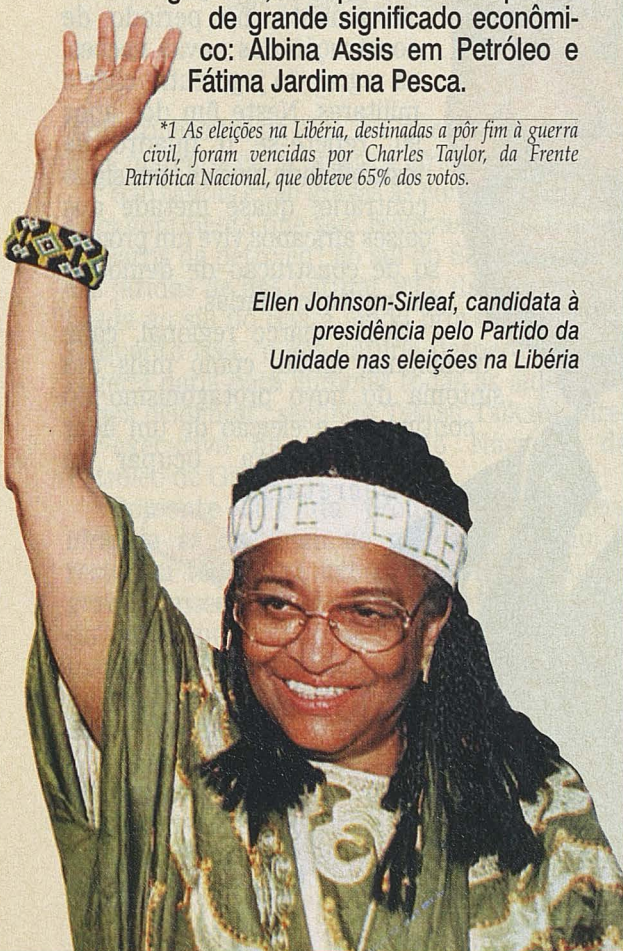 de grande significado econômi-
co: Albina Assis em Petróleo e
Fátima Jardim na Pesca.
*1 As eleições na Libéria, destinadas a pôr fim à guerra
civil, foram vencidas por Charles Taylor, da Frente
Patriótica Nacional, que obteve 65% dos votos.
Ellen Johnson-Sirleaf, candidata à
presidência pelo Partido da
Unidade nas eleições na Libéria
VOTE ELLE